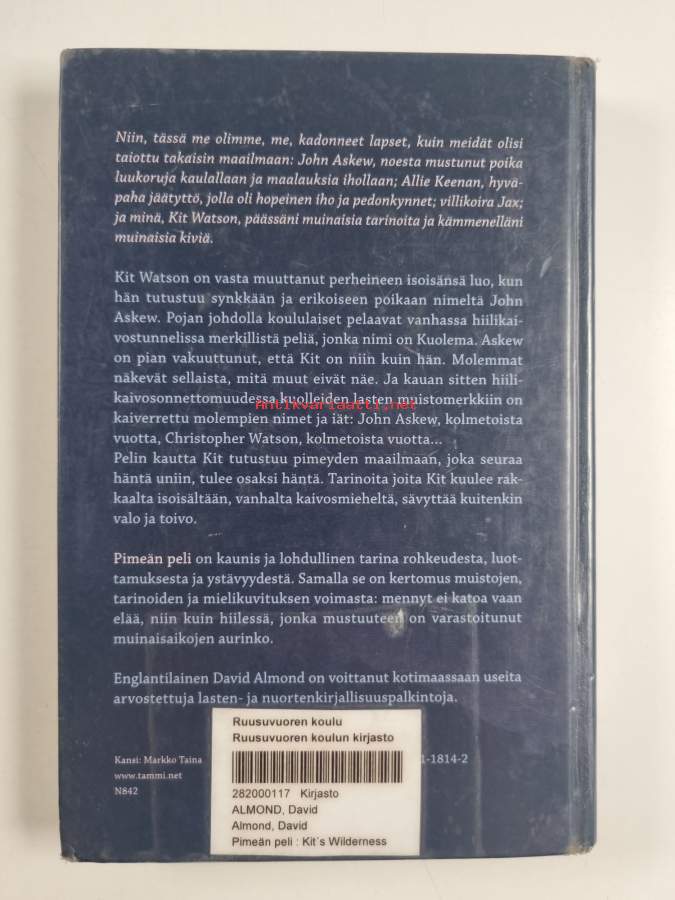 Niin, tässä me olimme, me, kadonneet lapset, kuin meidät olisi
taiottu takaisin maailmaan: John Askew, noesta mustunut poika
luukoruja kaulallaan ja maalauksia ihollaan; Allie Keenan, hyvä-
paha jäätyttö, jolla oli hopeinen iho ja pedonkynnet; villikoira Jax;
ja minä, Kit Watson, päässäni muinaisia tarinoita ja kämmenelläni
muinaisia kiviä.
Kit Watson on vasta muuttanut perheineen isoisänsä luo, kun
hän tutustuu synkkään ja erikoiseen poikaan nimeltä John
Askew. Pojan johdolla koululaiset pelaavat vanhassa hiilikai-
vostunnelissa merkillistä peliä, jonka nimi on Kuolema. Askew
on pian vakuuttunut, että Kit on niin kuin hän. Molemmat
näkevät sellaista, mitä muut eivät näe. Ja kauan sitten hiili-
kaivosonnettomuudessa kuolleiden lasten muistomerkkiin on
Antikvariaatti.net
kaiverrettu molempien nimet ja iät: John Askew, kolmetoista
vuotta, Christopher Watson, kolmetoista vuotta...
Pelin kautta Kit tutustuu pimeyden maailmaan, joka seuraa
häntä uniin, tulee osaksi häntä. Tarinoita joita Kit kuulee rak-
kaalta isoisältään, vanhalta kaivosmieheltä, sävyttää kuitenkin
valo ja toivo.
Pimeän peli on kaunis ja lohdullinen tarina rohkeudesta, luot-
tamuksesta ja ystävyydestä. Samalla se on kertomus muistojen,
tarinoiden ja mielikuvituksen voimasta: mennyt ei katoa vaan
elää, niin kuin hiilessä, jonka mustuuteen on varastoitunut
muinaisaikojen aurinko.
Englantilainen David Almond on voittanut kotimaassaan useita
arvostettuja lasten- ja nuortenkirjallisuuspalkintoja.
Kansi: Markko Taina
www.tammi.net
N842
1-1814-2
Ruusuvuoren koulu
Ruusuvuoren koulun kirjasto
282000117 Kirjasto
ALMOND, David
Almond, David
Pimeän peli : Kit´s Wilderness